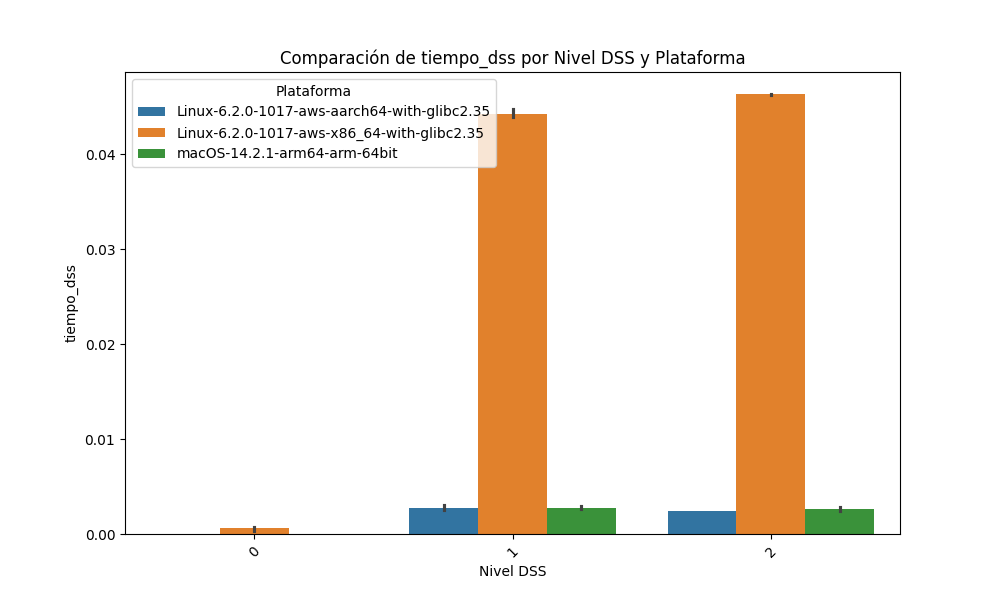 Comparación de tiempo_dss por Nivel DSS y Plataforma
Plataforma
Linux-6.2.0-1017-aws-aarch64-with-glibc2.35
Linux-6.2.0-1017-aws-x86_64-with-glibc2.35
macOS-14.2.1-arm64-arm-64bit
tiempo_dss
0.04
0.03
0.02
0.01
0.00
0
1
2
Nivel DSS